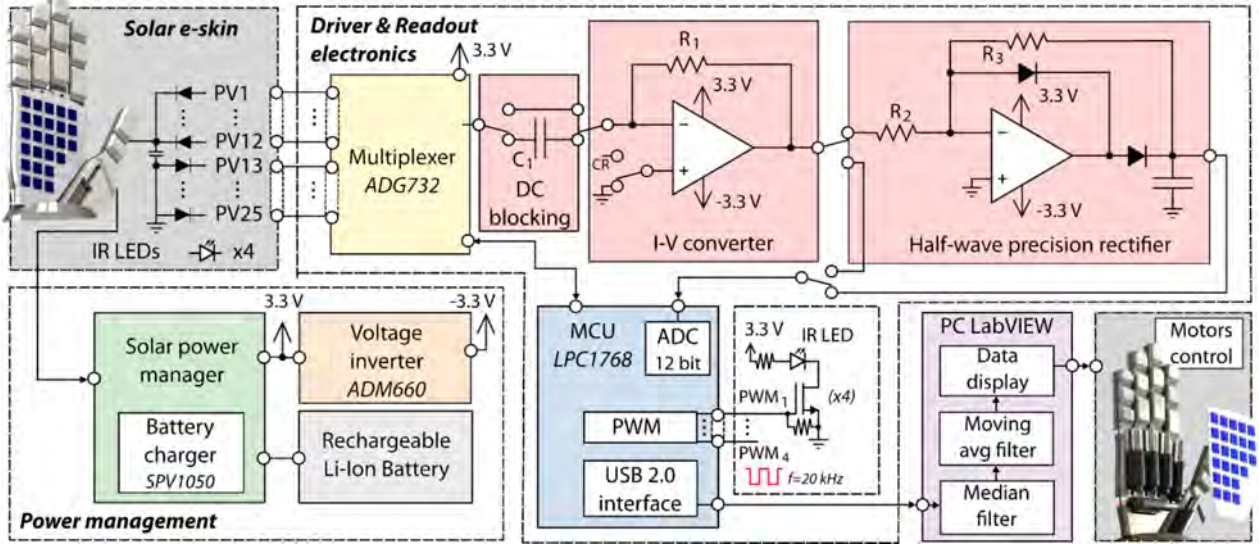 Solar e-skin
PV1
PV12
PV13
PV25
IR LEDs
x4
Driver & Readout
electronics
3.3 V
Multiplexer
ADG732
C1
DC
blocking
R1
3.3 V
CR̅
-3.3 V
I-V converter
R2
R3
3.3 V
-3.3 V
Half-wave precision rectifier
Solar power
manager
Battery
charger
SPV1050
3.3 V
-3.3 V
Voltage
inverter
ADM660
Rechargeable
Li-Ion Battery
Power management
MCU
LPC1768
ADC
12 bit
PWM
USB 2.0
interface
3.3 V
IR LED
PWM1
(x4)
PWM4
f=20 kHz
PC LabVIEW
Data
display
Moving
avg filter
Median
filter
Motors
control